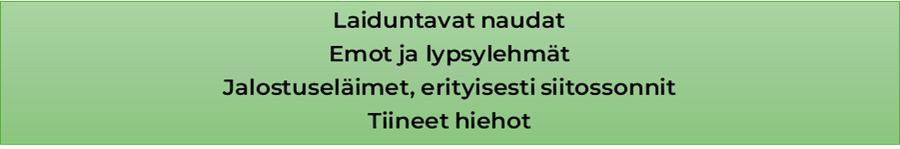 Laiduntavat naudat
Emot ja lypsylehmät
Jalostuseläimet, erityisesti siitossonnit
Tiineet hiehot